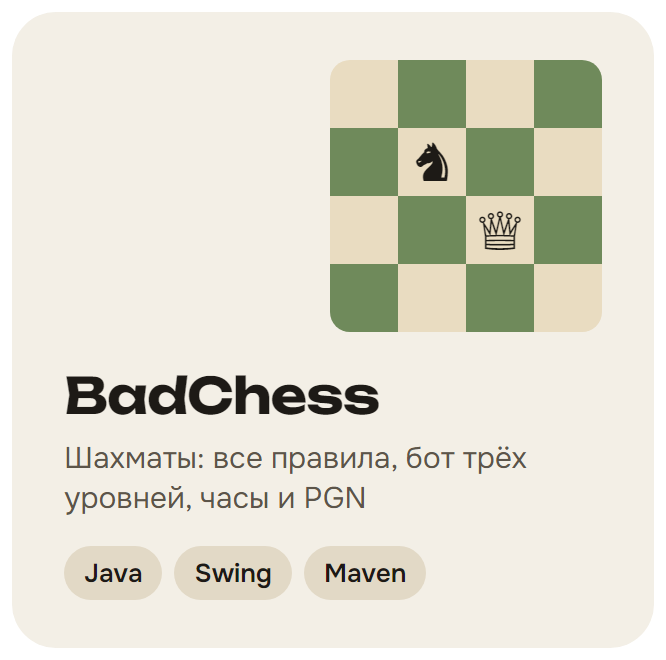 BadChess
Шахматы: все правила, бот трёх
уровней, часы и PGN
Java Swing Maven